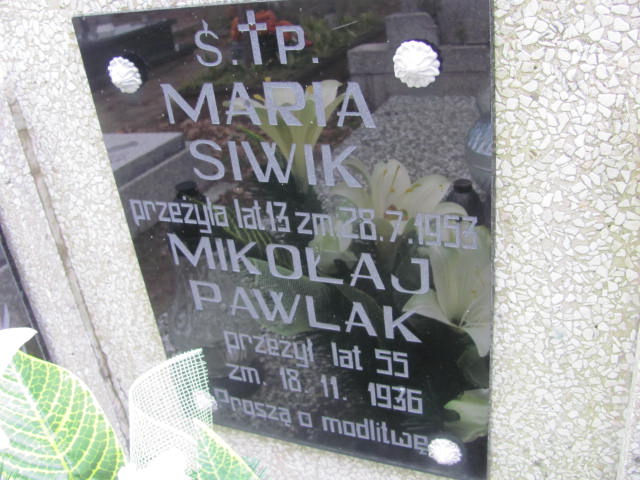 Ś.†P.
MARIA
SIWIK
przeżyła lat 13 zm. 28.7.1953
MIKOŁAJ
PAWLAK
przeżył lat 55
zm. 18 11. 1936
Proszą o modlitwę